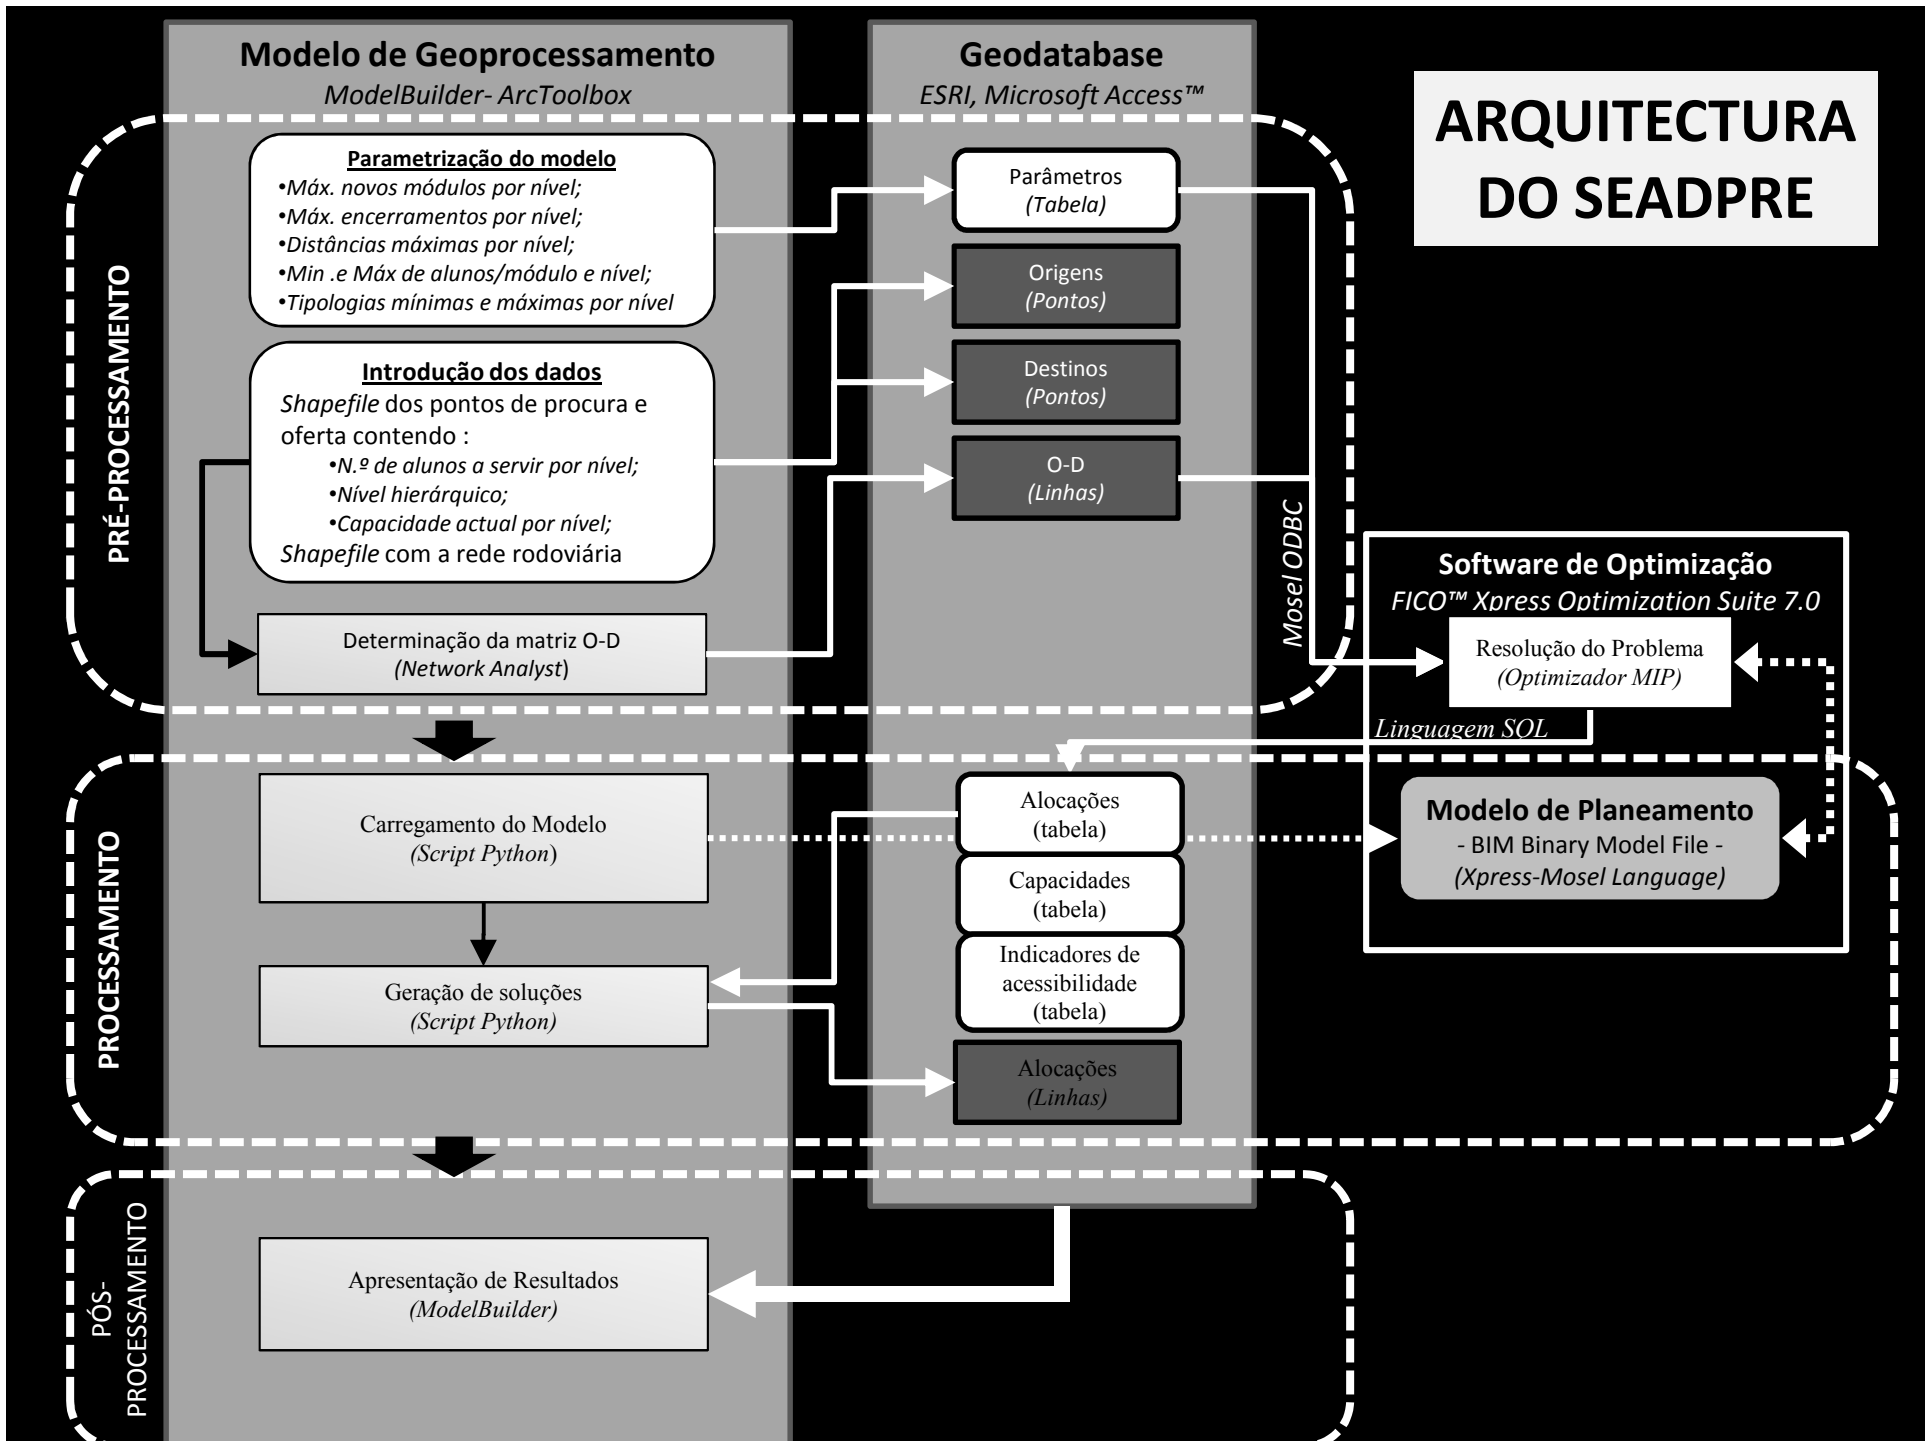 Modelo de Geoprocessamento
ModelBuilder- ArcToolbox
Geodatabase
ESRI, Microsoft Access™
ARQUITECTURA
DO SEADPRE
PRÉ-PROCESSAMENTO
Parametrização do modelo
•Máx. novos módulos por nível;
•Máx. encerramentos por nível;
•Distâncias máximas por nível;
•Min .e Máx de alunos/módulo e nível;
•Tipologias mínimas e máximas por nível
Introdução dos dados
Shapefile dos pontos de procura e
oferta contendo :
•N.º de alunos a servir por nível;
•Nível hierárquico;
•Capacidade actual por nível;
Shapefile com a rede rodoviária
Determinação da matriz O-D
(Network Analyst)
Parâmetros
(Tabela)
Origens
(Pontos)
Destinos
(Pontos)
O-D
(Linhas)
Mosel ODBC
Software de Optimização
FICO™ Xpress Optimization Suite 7.0
Resolução do Problema
(Optimizador MIP)
Linguagem SQL
Modelo de Planeamento
- BIM Binary Model File -
(Xpress-Mosel Language)
PROCESSAMENTO
Carregamento do Modelo
(Script Python)
Geração de soluções
(Script Python)
Alocações
(tabela)
Capacidades
(tabela)
Indicadores de
acessibilidade
(tabela)
Alocações
(Linhas)
PÓS-
PROCESSAMENTO
Apresentação de Resultados
(ModelBuilder)